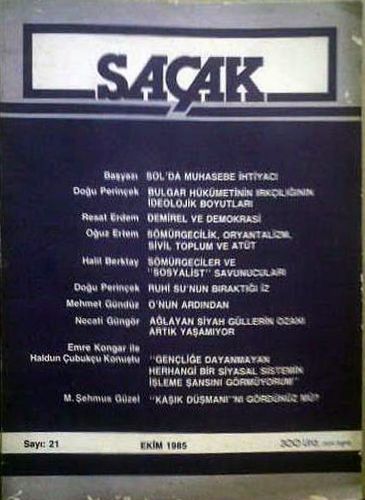 SAÇAK
Başyazı SOL'DA MUHASEBE İHTİYACI
Doğu Perinçek BULGAR HÜKÜMETİNİN IRKÇILIĞININ
İDEOLOJİK BOYUTLARI
Reşat Erdem DEMİREL VE DEMOKRASİ
Oğuz Ertem SÖMÜRGECİLİK, ORYANTALİZM,
SİVİL TOPLUM VE ATÜT
Halil Berktay SÖMÜRGECİLER VE
"SOSYALİST" SAVUNUCULARI
Doğu Perinçek RUHİ SU'NUN BIRAKTIĞI İZ
Mehmet Gündüz O'NUN ARDINDAN
Necati Güngör AĞLAYAN SİYAH GÜLLERİN OZANI
ARTIK YAŞAMIYOR
Emre Kongar ile
Haldun Çubukçu Konuştu "GENÇLİĞE DAYANMAYAN
HERHANGİ BİR SİYASAL SİSTEMİN
İŞLEME ŞANSINI GÖRMÜYORUM"
M. Şehmus Güzel "KAŞIK DÜŞMANI"NI GÖRDÜNÜZ MÜ?
Sayı: 21 EKİM 1985 300 Lira